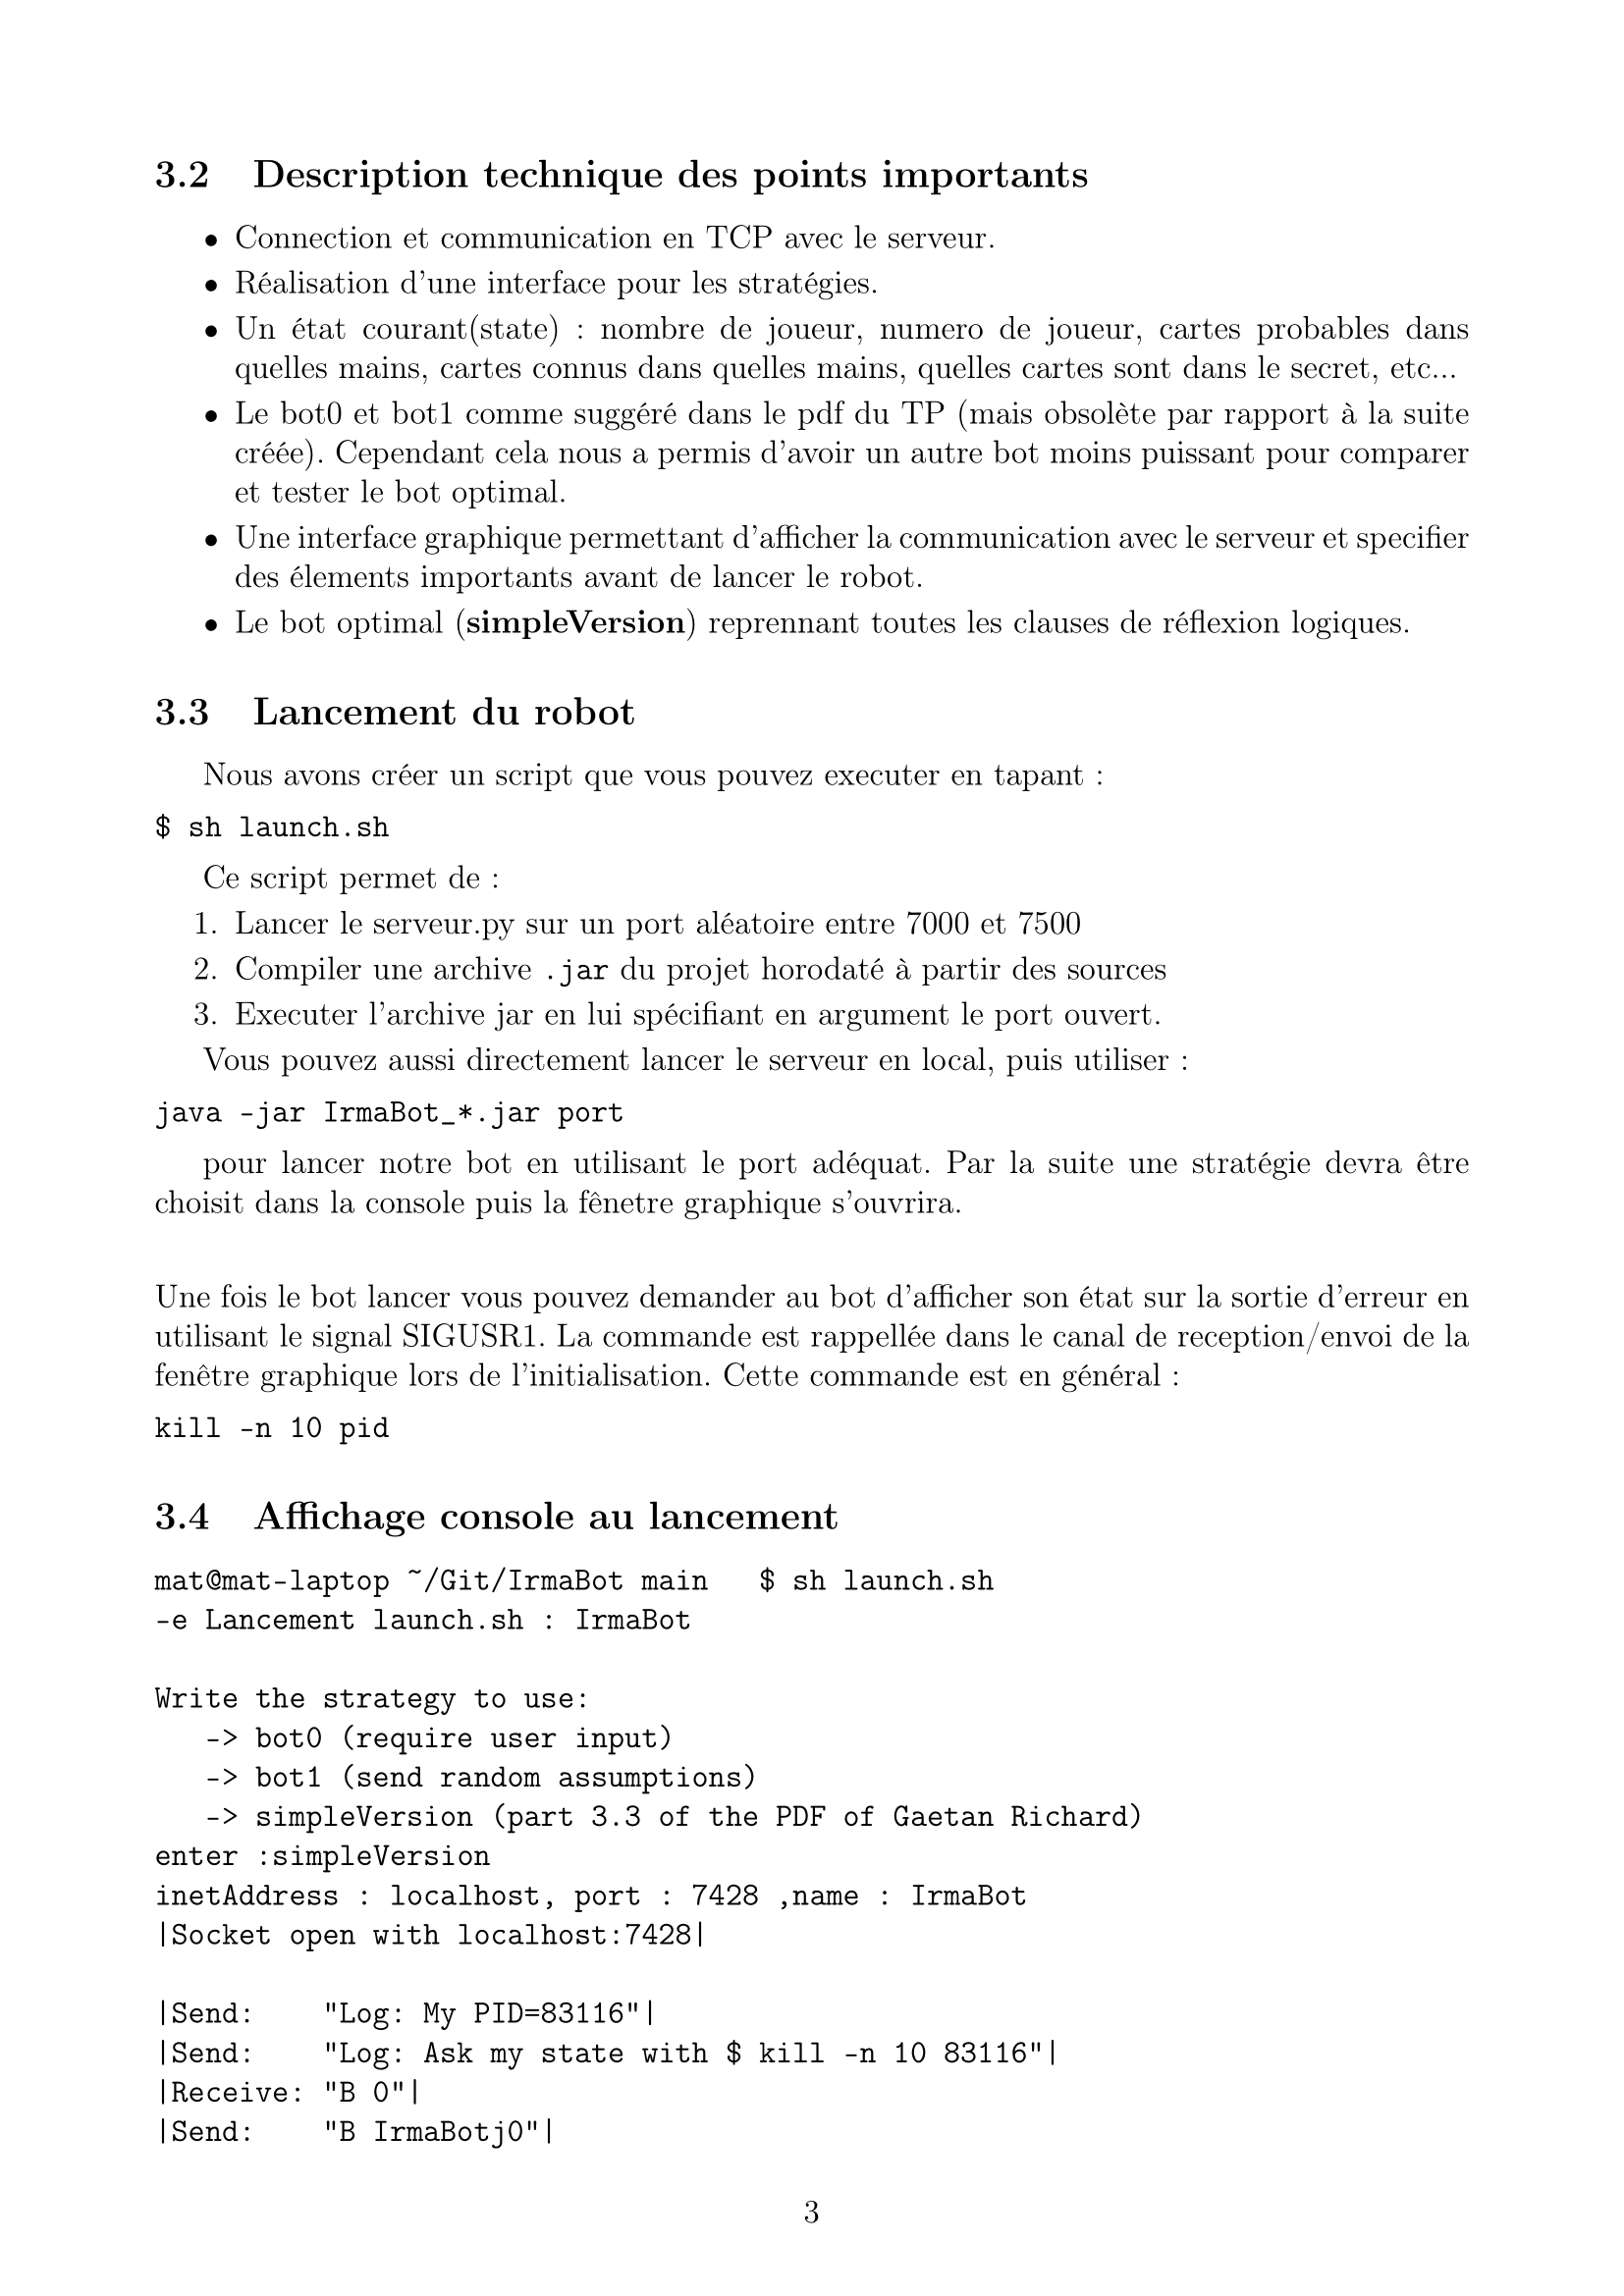 3.2 Description technique des points importants
• Connection et communication en TCP avec le serveur.
• Réalisation d'une interface pour les stratégies.
• Un état courant(state) : nombre de joueur, numero de joueur, cartes probables dans
quelles mains, cartes connus dans quelles mains, quelles cartes sont dans le secret, etc...
• Le bot0 et bot1 comme suggéré dans le pdf du TP (mais obsolète par rapport à la suite
créée). Cependant cela nous a permis d'avoir un autre bot moins puissant pour comparer
et tester le bot optimal.
• Une interface graphique permettant d'afficher la communication avec le serveur et specifier
des élements importants avant de lancer le robot.
• Le bot optimal (simpleVersion) reprennant toutes les clauses de réflexion logiques.
3.3 Lancement du robot
Nous avons créer un script que vous pouvez executer en tapant :
$ sh launch.sh
Ce script permet de :
1. Lancer le serveur.py sur un port aléatoire entre 7000 et 7500
2. Compiler une archive .jar du projet horodaté à partir des sources
3. Executer l'archive jar en lui spécifiant en argument le port ouvert.
Vous pouvez aussi directement lancer le serveur en local, puis utiliser :
java -jar IrmaBot_*.jar port
pour lancer notre bot en utilisant le port adéquat. Par la suite une stratégie devra être
choisit dans la console puis la fênetre graphique s'ouvrira.
Une fois le bot lancer vous pouvez demander au bot d'afficher son état sur la sortie d'erreur en
utilisant le signal SIGUSR1. La commande est rappellée dans le canal de reception/envoi de la
fenêtre graphique lors de l'initialisation. Cette commande est en général :
kill -n 10 pid
3.4 Affichage console au lancement
mat@mat-laptop ~/Git/IrmaBot main   $ sh launch.sh
-e Lancement launch.sh : IrmaBot
Write the strategy to use:
   -> bot0 (require user input)
   -> bot1 (send random assumptions)
   -> simpleVersion (part 3.3 of the PDF of Gaetan Richard)
enter :simpleVersion
inetAddress : localhost, port : 7428 ,name : IrmaBot
|Socket open with localhost:7428|
|Send:    "Log: My PID=83116"|
|Send:    "Log: Ask my state with $ kill -n 10 83116"|
|Receive: "B 0"|
|Send:    "B IrmaBotj0"|
3